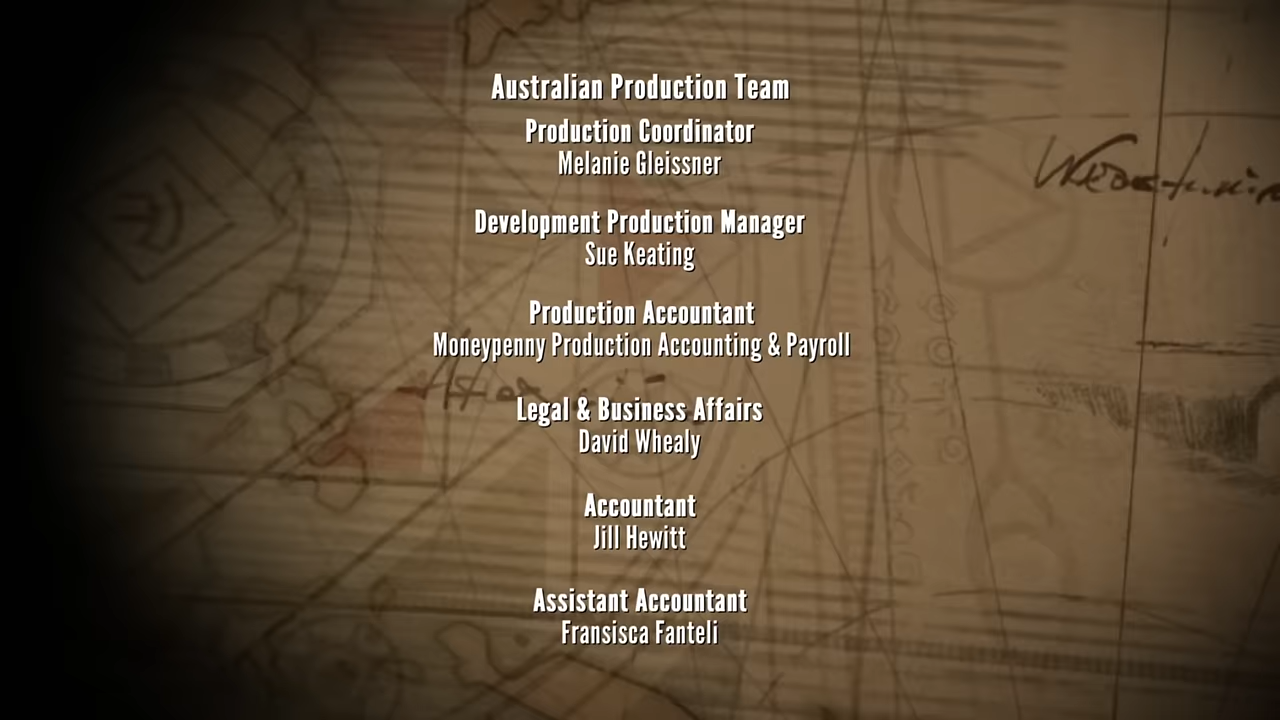 Australian Production Team
Production Coordinator
Melanie Gleissner
Development Production Manager
Sue Keating
Production Accountant
Moneypenny Production Accounting & Payroll
Legal & Business Affairs
David Whealy
Accountant
Jill Hewitt
Assistant Accountant
Fransisca Fanteli